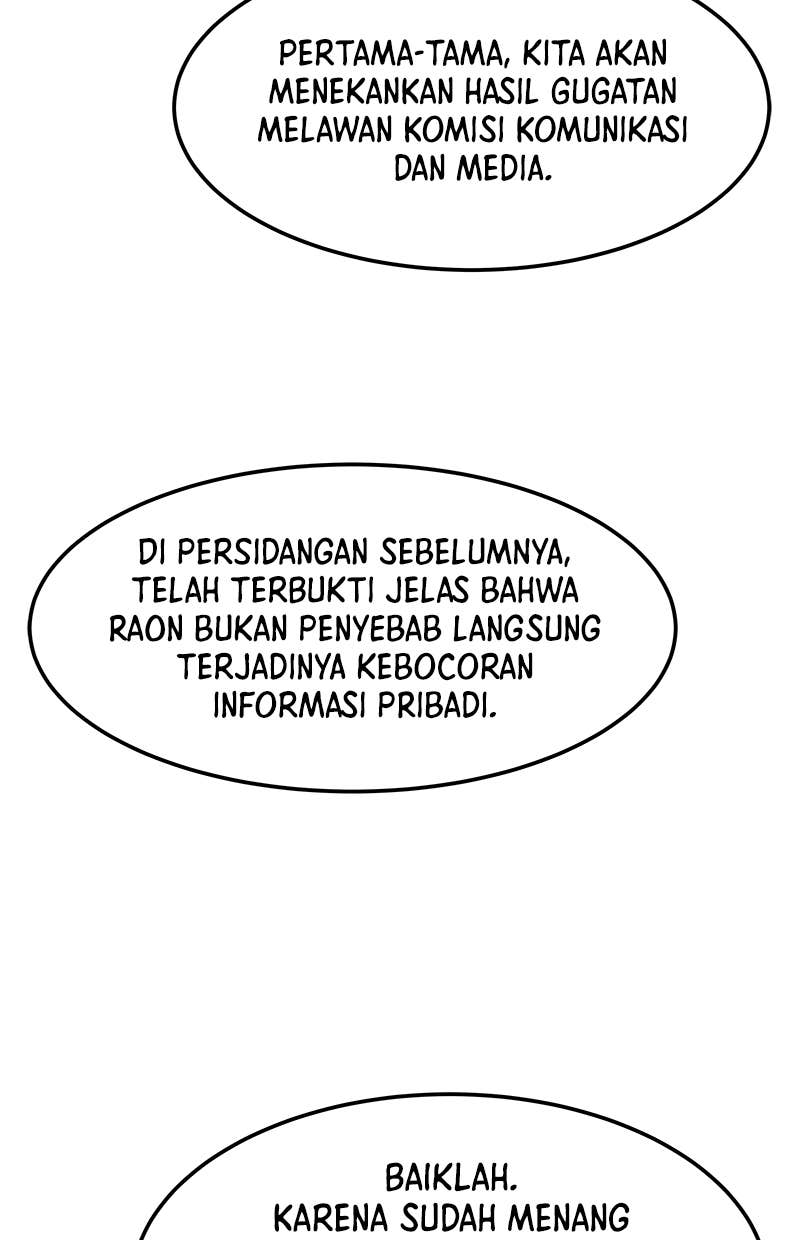 PERTAMA-TAMA, KITA AKAN
MENEKANKAN HASIL GUGATAN
MELAWAN KOMISI KOMUNIKASI
DAN MEDIA.
DI PERSIDANGAN SEBELUMNYA,
TELAH TERBUKTI JELAS BAHWA
RAON BUKAN PENYEBAB LANGSUNG
TERJADINYA KEBOCORAN
INFORMASI PRIBADI.
BAIKLAH.
KARENA SUDAH MENANG